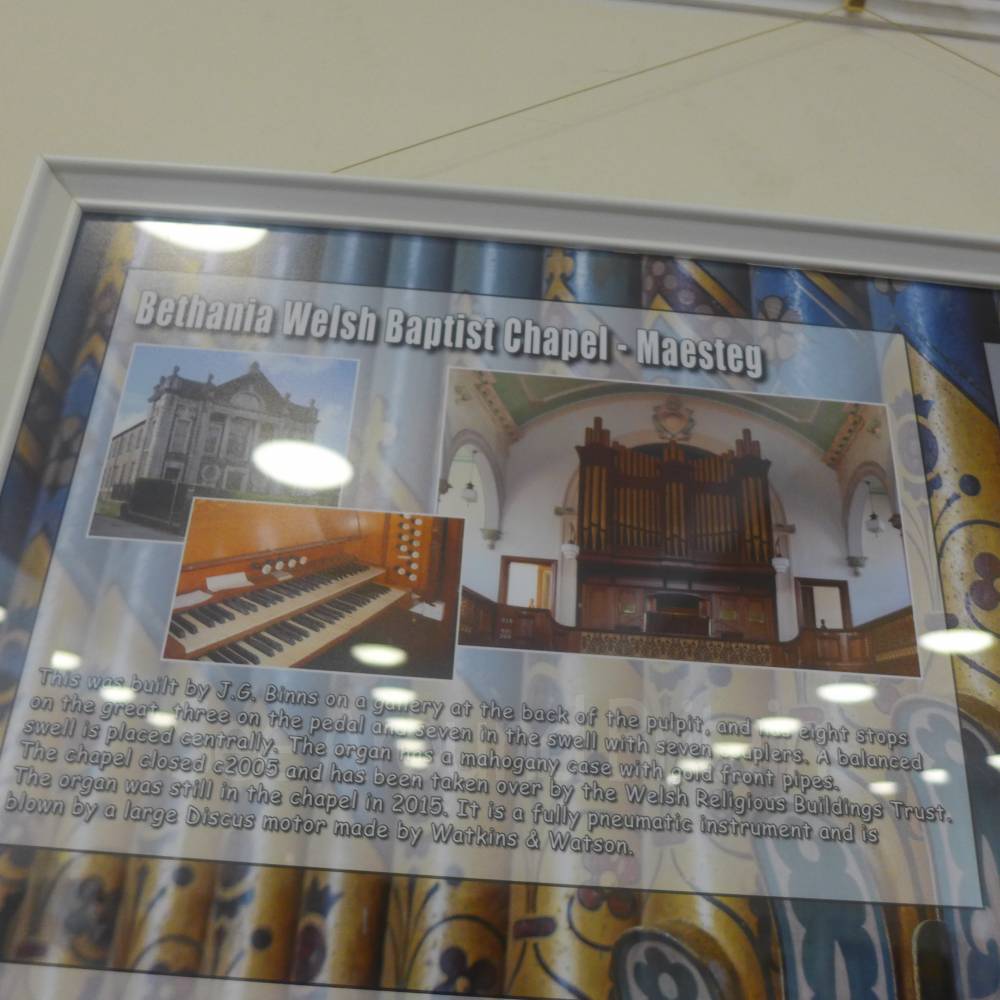 Bethania Welsh Baptist Chapel - Maesteg
This was built by J.G. Binns on a gallery at the back of the pulpit, and has eight stops
on the great, three on the pedal and seven in the swell with seven couplers. A balanced
swell is placed centrally. The organ has a mahogany case with gold front pipes.
The chapel closed c2005 and has been taken over by the Welsh Religious Buildings Trust.
The organ was still in the chapel in 2015. It is a fully pneumatic instrument and is
blown by a large Discus motor made by Watkins & Watson.